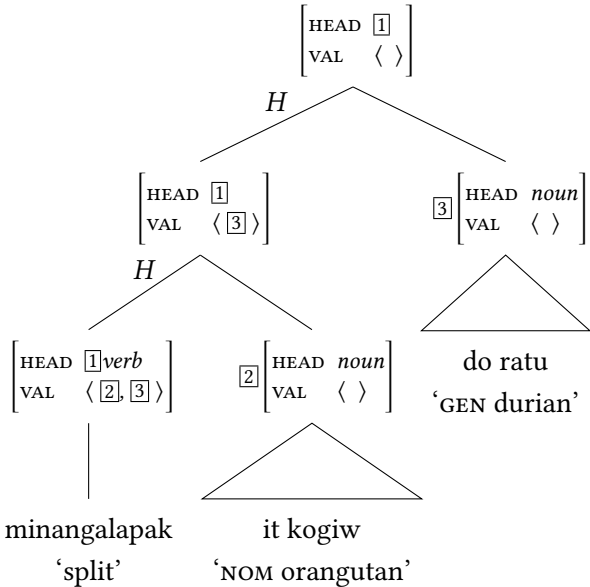 HEAD 1
VAL ⟨ ⟩
H
HEAD 1
VAL ⟨ 3 ⟩
3 HEAD noun
VAL ⟨ ⟩
H
HEAD 1 verb
VAL ⟨ 2, 3 ⟩
2 HEAD noun
VAL ⟨ ⟩
do ratu
‘GEN durian’
minangalapak
‘split’
it kogiw
‘NOM orangutan’